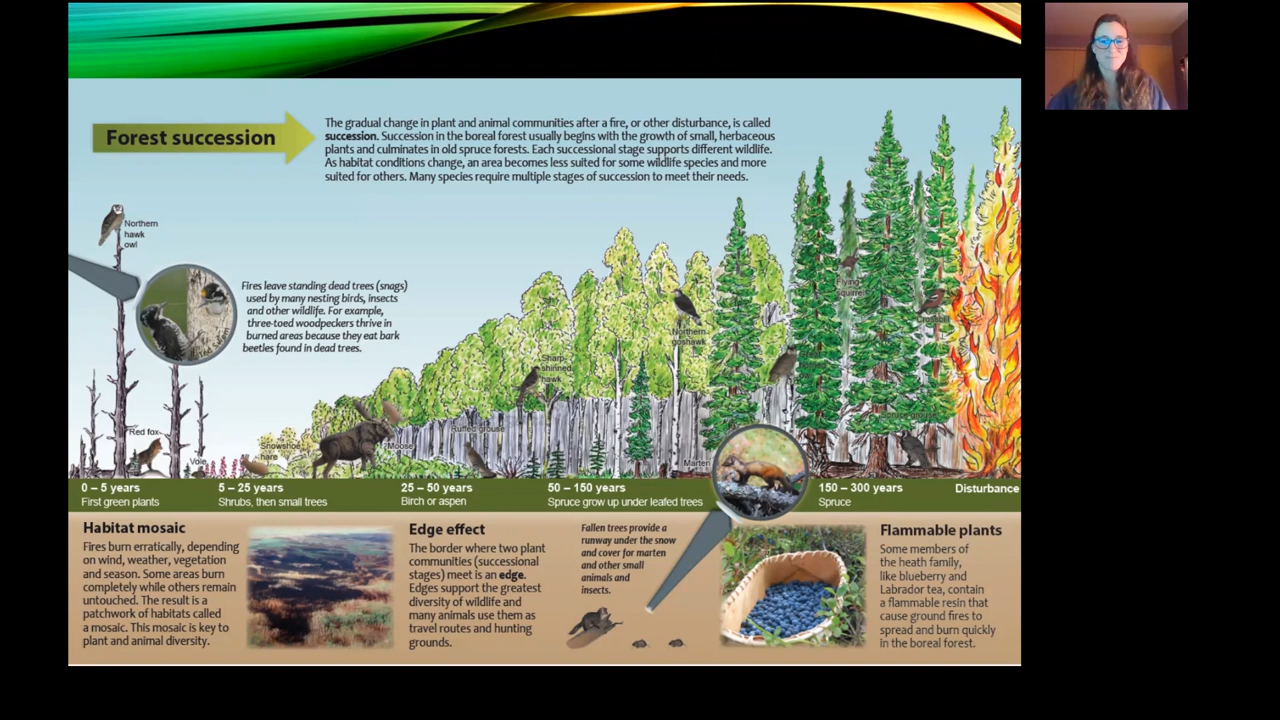 Forest succession
The gradual change in plant and animal communities after a fire, or other disturbance, is called
succession. Succession in the boreal forest usually begins with the growth of small, herbaceous
plants and culminates in old spruce forests. Each successional stage supports different wildlife.
As habitat conditions change, an area becomes less suited for some wildlife species and more
suited for others. Many species require multiple stages of succession to meet their needs.
Northern
hawk
owl
Fires leave standing dead trees (snags)
used by many nesting birds, insects
and other wildlife. For example,
three-toed woodpeckers thrive in
burned areas because they eat bark
beetles found in dead trees.
Flying
squirrel
Crossbill
Northern
goshawk
Sharp-
shinned
hawk
Red fox
Vole
Snowshoe
hare
Moose
Ruffed grouse
Marten
Spruce grouse
0 – 5 years
First green plants
5 – 25 years
Shrubs, then small trees
25 – 50 years
Birch or aspen
50 – 150 years
Spruce grow up under leafed trees
150 – 300 years
Spruce
Disturbance
Habitat mosaic
Fires burn erratically, depending
on wind, weather, vegetation
and season. Some areas burn
completely while others remain
untouched. The result is a
patchwork of habitats called
a mosaic. This mosaic is key to
plant and animal diversity.
Edge effect
The border where two plant
communities (successional
stages) meet is an edge.
Edges support the greatest
diversity of wildlife and
many animals use them as
travel routes and hunting
grounds.
Fallen trees provide a
runway under the snow
and cover for marten
and other small
animals and
insects.
Flammable plants
Some members of
the heath family,
like blueberry and
Labrador tea, contain
a flammable resin that
cause ground fires to
spread and burn quickly
in the boreal forest.